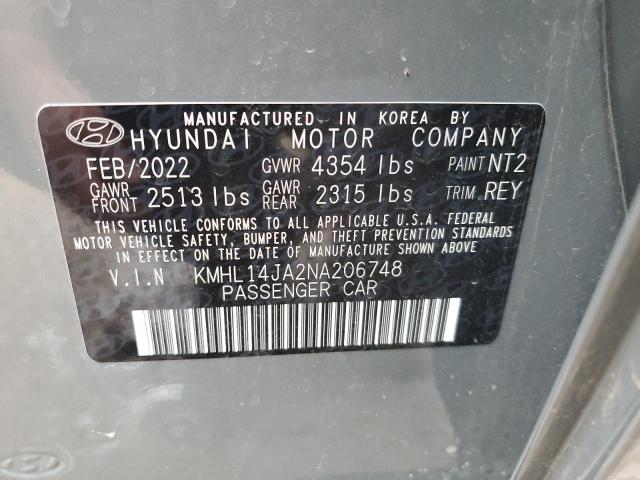 MANUFACTURED IN KOREA BY
HYUNDAI MOTOR COMPANY
FEB/2022 GVWR 4354 lbs PAINT NT2
GAWR FRONT 2513 lbs GAWR REAR 2315 lbs TRIM REY
THIS VEHICLE CONFORMS TO ALL APPLICABLE U.S.A. FEDERAL
MOTOR VEHICLE SAFETY, BUMPER, AND THEFT PREVENTION STANDARDS
IN EFFECT ON THE DATE OF MANUFACTURE SHOWN ABOVE.
V.I.N KMHL14JA2NA206748
PASSENGER CAR